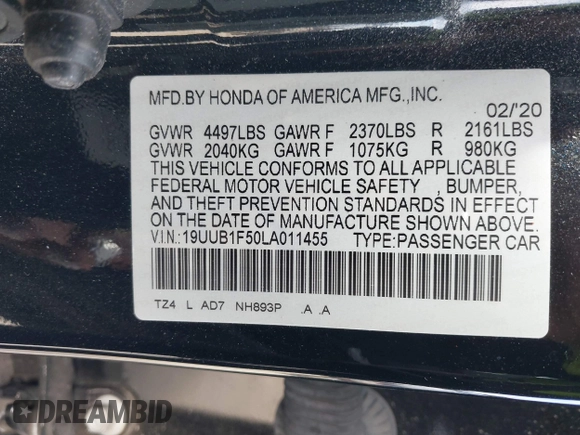 MFD.BY HONDA OF AMERICA MFG.,INC.
02/'20
GVWR 4497LBS GAWR F 2370LBS R 2161LBS
GVWR 2040KG GAWR F 1075KG R 980KG
THIS VEHICLE CONFORMS TO ALL APPLICABLE
FEDERAL MOTOR VEHICLE SAFETY , BUMPER,
AND THEFT PREVENTION STANDARDS IN EFFECT
ON THE DATE OF MANUFACTURE SHOWN ABOVE.
V.I.N.:19UUB1F50LA011455 TYPE:PASSENGER CAR
TZ4 L AD7 NH893P .A .A
DREAMBID